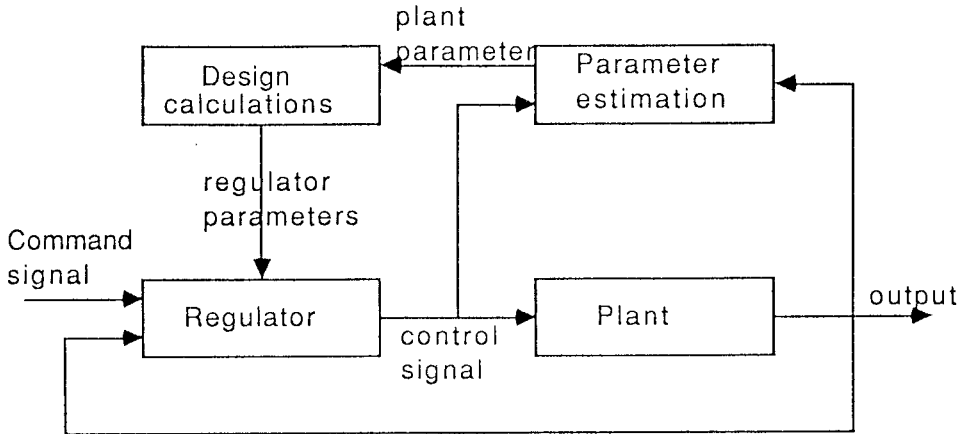 plant
parameter
Design
calculations
Parameter
estimation
regulator
parameters
Command
signal
Regulator
control
signal
Plant
output